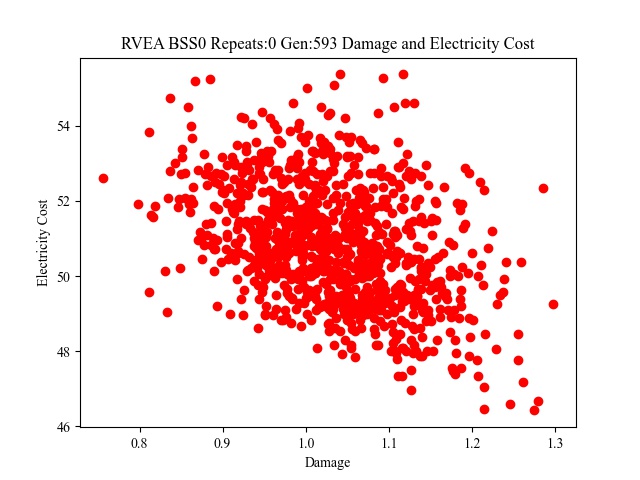 RVEA BSS0 Repeats:0 Gen:593 Damage and Electricity Cost
54
52
50
48
46
Electricity Cost
0.8 0.9 1.0 1.1 1.2 1.3
Damage